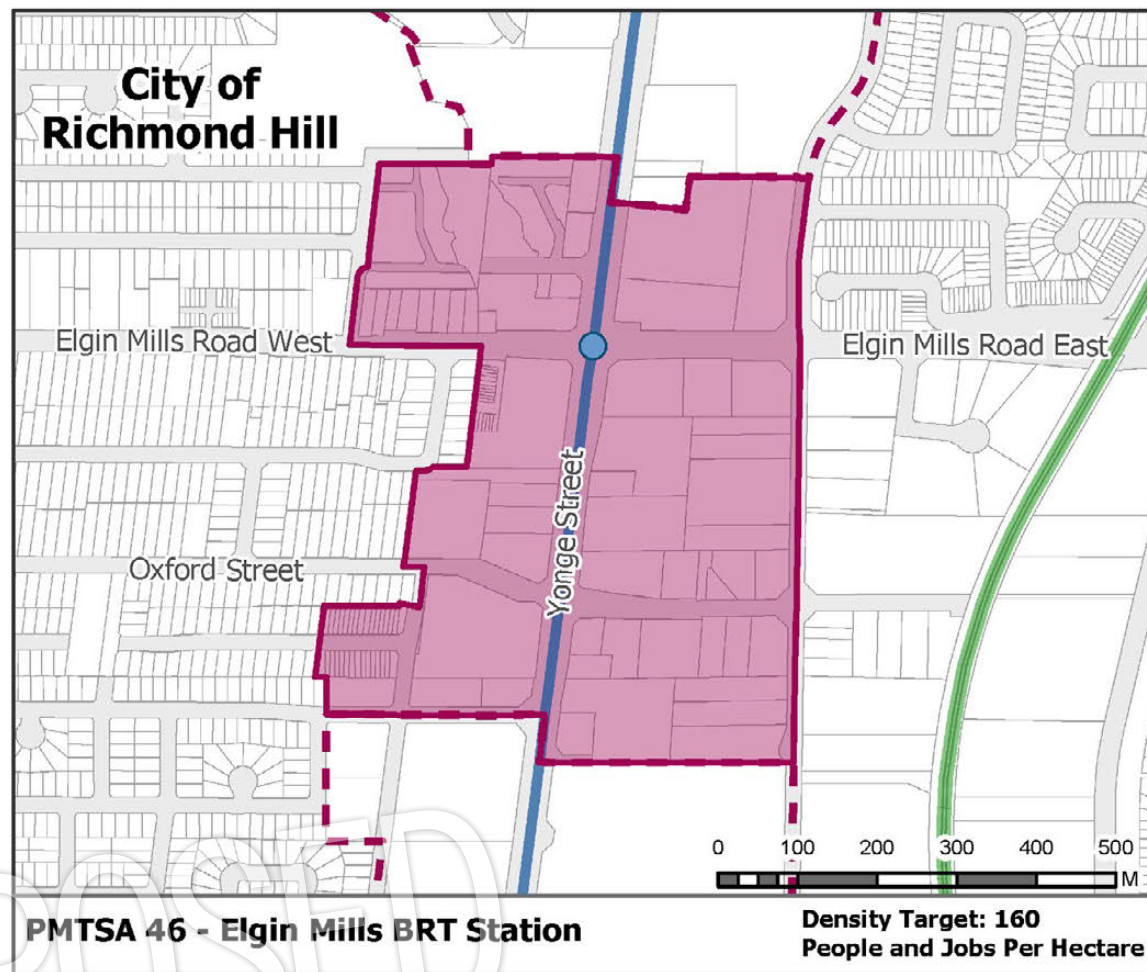 City of
Richmond Hill
Elgin Mills Road West
Elgin Mills Road East
Yonge Street
Oxford Street
0 100 200 300 400 500
M
PMTSA 46 - Elgin Mills BRT Station
Density Target: 160
People and Jobs Per Hectare
POSED